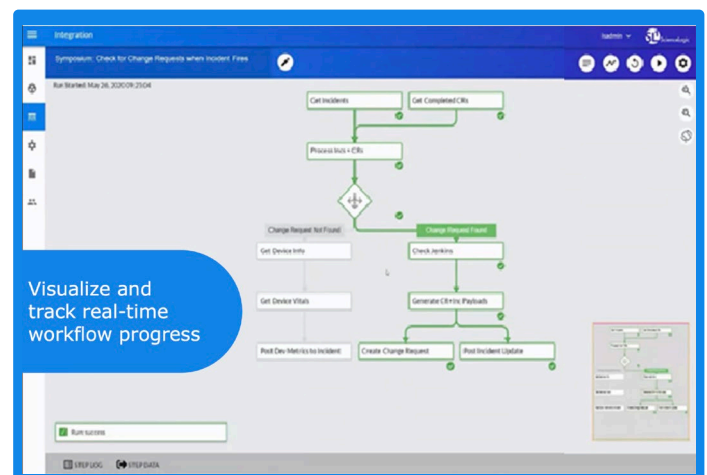 Integration
isadmin
SL ScienceLogic
Symposium: Check for Change Requests when Incident Fires
Run Started: May 26, 2020 09:25:04
Get Incidents
Get Completed CRs
Process Incs + CRs
Change Request Not Found
Change Request Found
Get Device Info
Check Jenkins
Get Device Vitals
Generate CR+Inc Payloads
Post Dev Metrics to Incident
Create Change Request
Post Incident Update
Visualize and
track real-time
workflow progress
Run: success
STEP LOG
STEP DATA